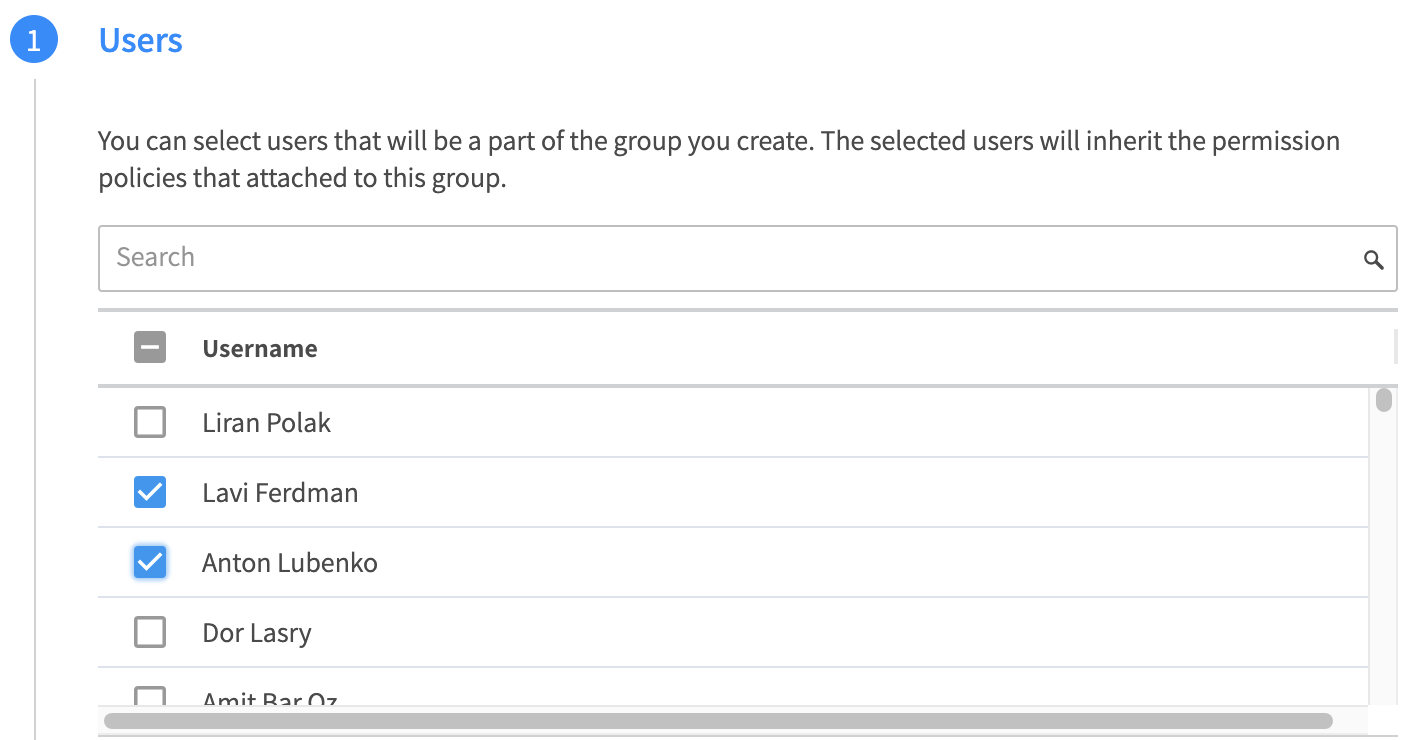 1
Users
You can select users that will be a part of the group you create. The selected users will inherit the permission
policies that attached to this group.
Search
Username
Liran Polak
Lavi Ferdman
Anton Lubenko
Dor Lasry
Amit Bar Oz